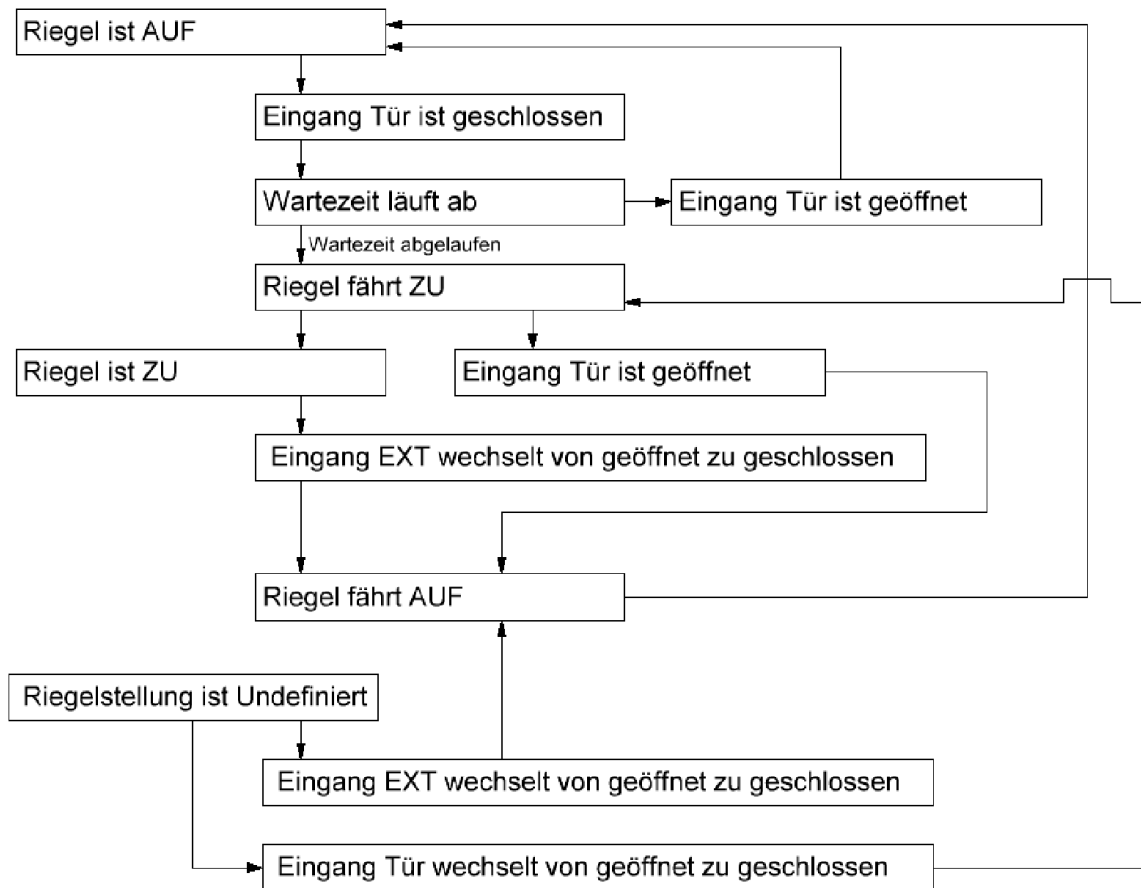 Riegel ist AUF
Eingang Tür ist geschlossen
Wartezeit läuft ab
Eingang Tür ist geöffnet
Wartezeit abgelaufen
Riegel fährt ZU
Riegel ist ZU
Eingang Tür ist geöffnet
Eingang EXT wechselt von geöffnet zu geschlossen
Riegel fährt AUF
Riegelstellung ist Undefiniert
Eingang EXT wechselt von geöffnet zu geschlossen
Eingang Tür wechselt von geöffnet zu geschlossen